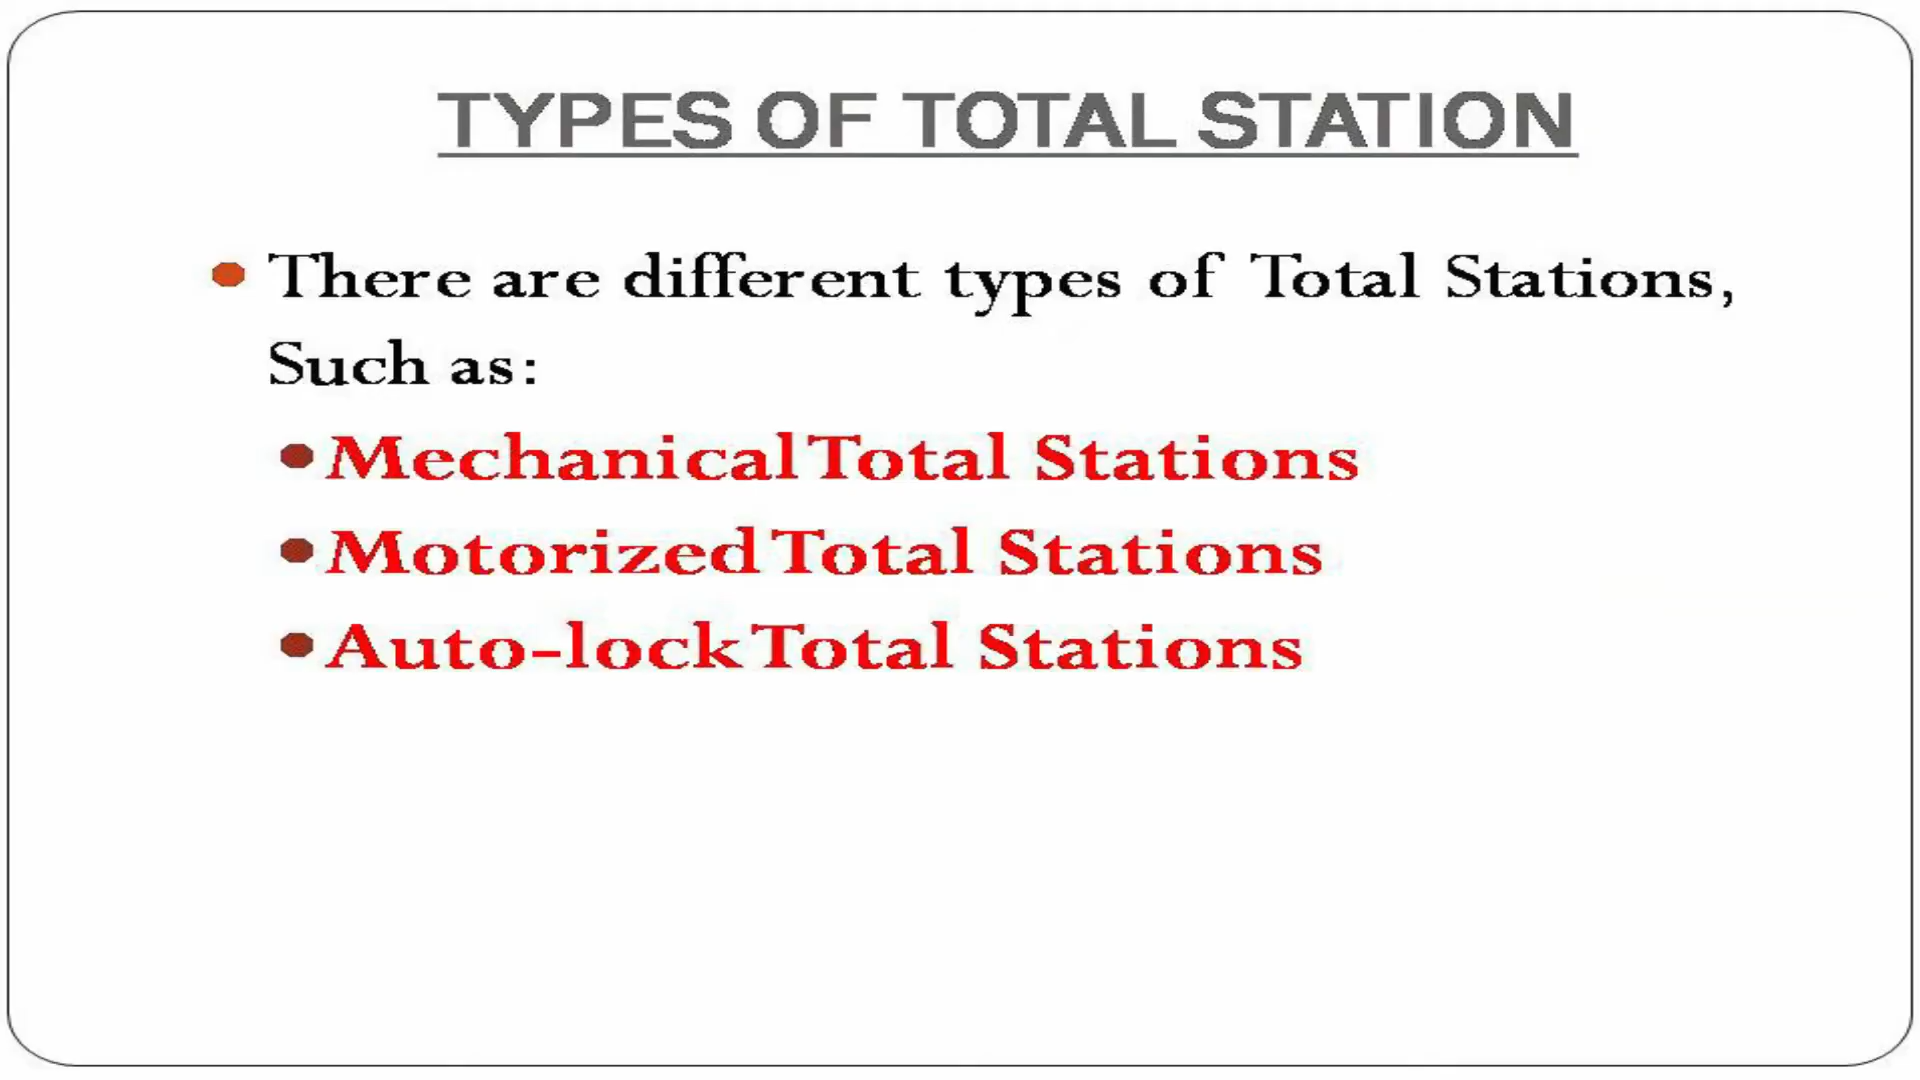 TYPES OF TOTAL STATION
There are different types of Total Stations,
Such as:
Mechanical Total Stations
Motorized Total Stations
Auto-lock Total Stations